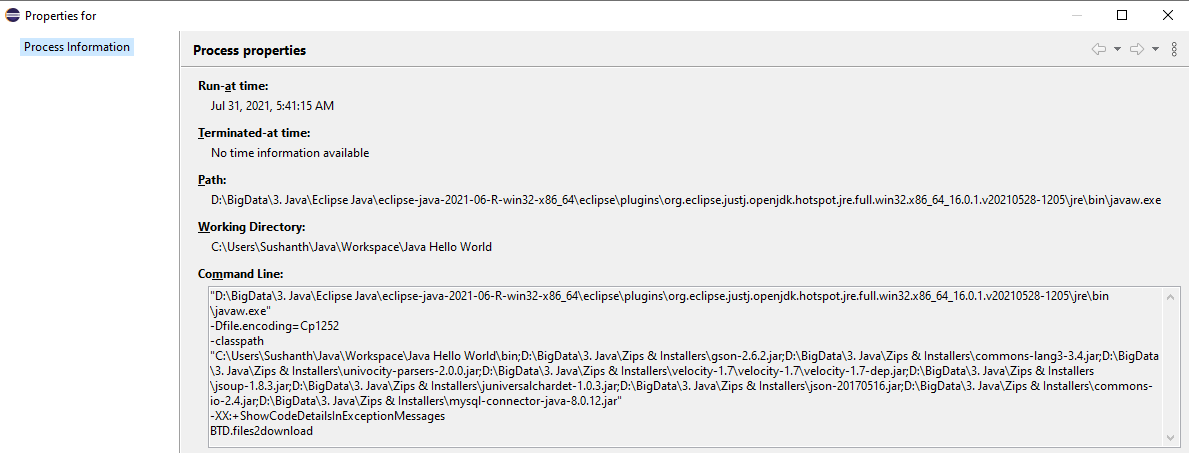 Properties for
Process Information
Process properties
Run-at time:
Jul 31, 2021, 5:41:15 AM
Terminated-at time:
No time information available
Path:
D:\BigData\3. Java\Eclipse Java\eclipse-java-2021-06-R-win32-x86_64\eclipse\plugins\org.eclipse.justj.openjdk.hotspot.jre.full.win32.x86_64_16.0.1.v20210528-1205\jre\bin\javaw.exe
Working Directory:
C:\Users\Sushanth\Java\Workspace\Java Hello World
Command Line:
"D:\BigData\3. Java\Eclipse Java\eclipse-java-2021-06-R-win32-x86_64\eclipse\plugins\org.eclipse.justj.openjdk.hotspot.jre.full.win32.x86_64_16.0.1.v20210528-1205\jre\bin
\javaw.exe"
-Dfile.encoding=Cp1252
-classpath
"C:\Users\Sushanth\Java\Workspace\Java Hello World\bin;D:\BigData\3. Java\Zips & Installers\gson-2.6.2.jar;D:\BigData\3. Java\Zips & Installers\commons-lang3-3.4.jar;D:\BigData
\3. Java\Zips & Installers\univocity-parsers-2.0.0.jar;D:\BigData\3. Java\Zips & Installers\velocity-1.7\velocity-1.7\velocity-1.7-dep.jar;D:\BigData\3. Java\Zips & Installers
\jsoup-1.8.3.jar;D:\BigData\3. Java\Zips & Installers\juniversalchardet-1.0.3.jar;D:\BigData\3. Java\Zips & Installers\json-20170516.jar;D:\BigData\3. Java\Zips & Installers\commons-
io-2.4.jar;D:\BigData\3. Java\Zips & Installers\mysql-connector-java-8.0.12.jar"
-XX:+ShowCodeDetailsInExceptionMessages
BTD.files2download